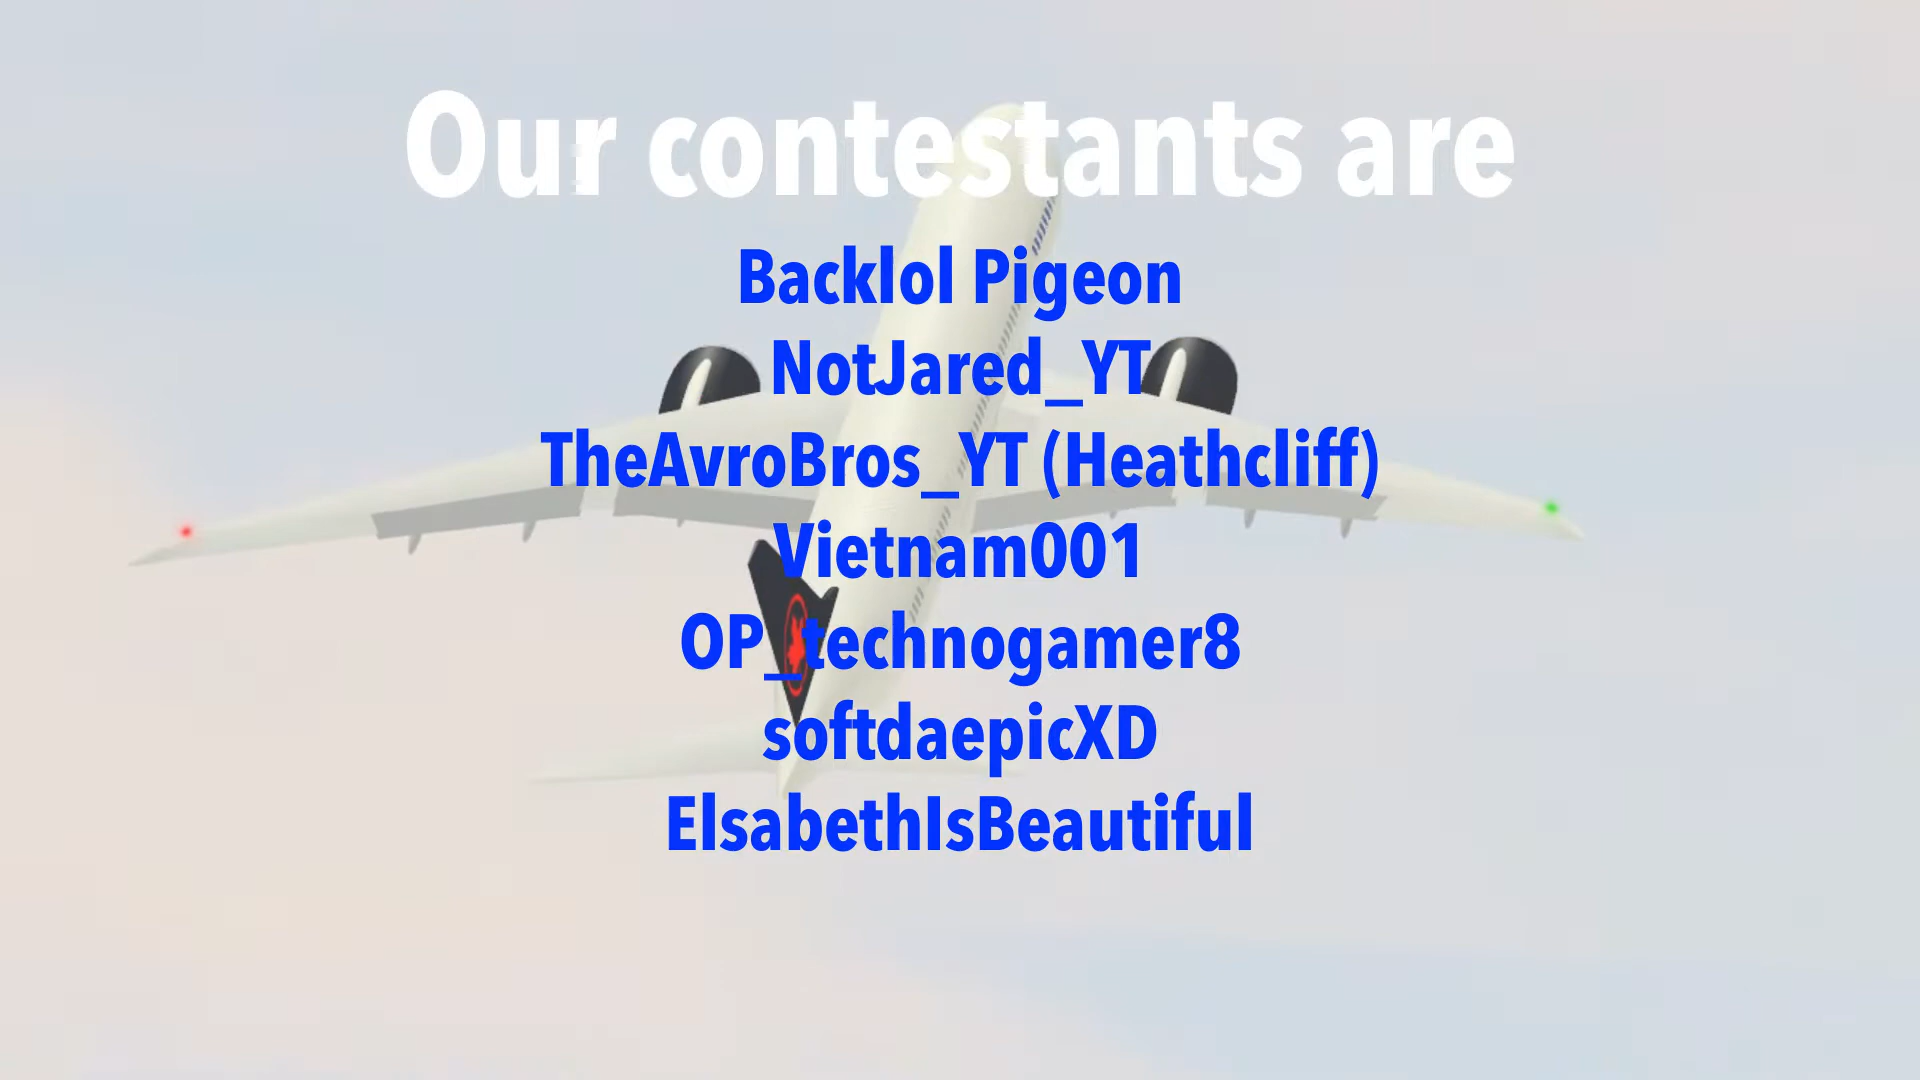 Our contestants are
Backlol Pigeon
NotJared_YT
TheAvroBros_YT (Heathcliff)
Vietnam001
OP_technogamer8
softdaepicXD
ElsabethIsBeautiful